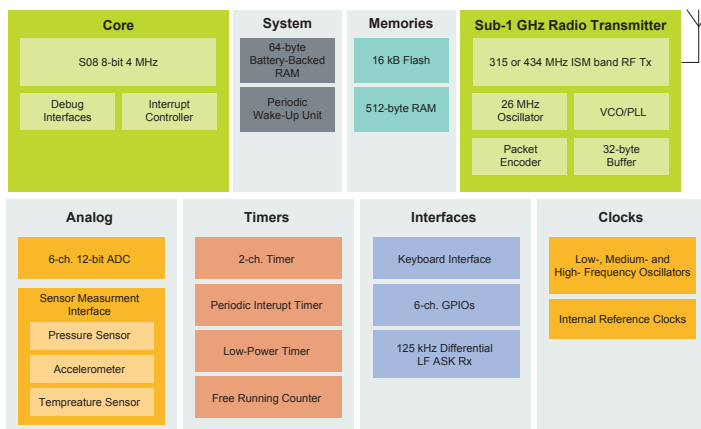 Core
S08 8-bit 4 MHz
Debug
Interfaces
Interrupt
Controller
System
64-byte
Battery-Backed
RAM
Periodic
Wake-Up Unit
Memories
16 kB Flash
512-byte RAM
Sub-1 GHz Radio Transmitter
315 or 434 MHz ISM band RF Tx
26 MHz
Oscillator
VCO/PLL
Packet
Encoder
32-byte
Buffer
Analog
6-ch. 12-bit ADC
Sensor Measurment
Interface
Pressure Sensor
Accelerometer
Tempreature Sensor
Timers
2-ch. Timer
Periodic Interupt Timer
Low-Power Timer
Free Running Counter
Interfaces
Keyboard Interface
6-ch. GPIOs
125 kHz Differential
LF ASK Rx
Clocks
Low-, Medium- and
High- Frequency Oscillators
Internal Reference Clocks